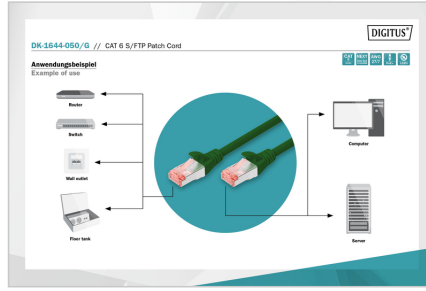 DIGITUS®
DK-1644-050/G // CAT 6 S/FTP Patch Cord
Anwendungsbeispiel
Example of use
Router
Switch
Wall outlet
Floor tank
Computer
Server